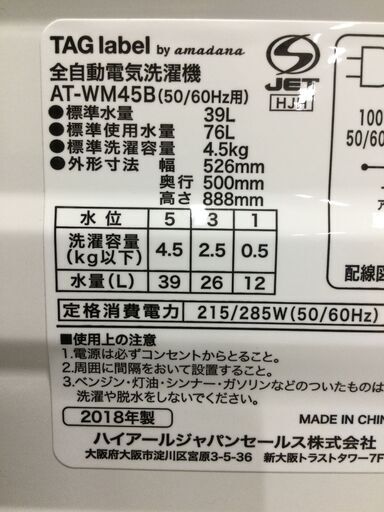 TAG label by amadana
全自動電気洗濯機
AT-WM45B(50/60Hz用)
JET
●標準水量 39L
●標準使用水量 76L
●標準洗濯容量 4.5kg
●外形寸法 幅 526mm
奥行 500mm
高さ 888mm
100
50/60
水位 5 3 1
洗濯容量(kg以下) 4.5 2.5 0.5
水量(L) 39 26 12
配線図
定格消費電力 215/285W(50/60Hz)
■使用上の注意
1.電源は必ずコンセントからとること。
2.周囲に間隔をおいて設置すること。
3.ベンジン・灯油・シンナー・ガソリンなどのついたものは
洗濯や脱水をしないでください。
2018年製
MADE IN CHIN
ハイアールジャパンセールス株式会社
大阪府大阪市淀川区宮原3-5-36 新大阪トラストタワー7F